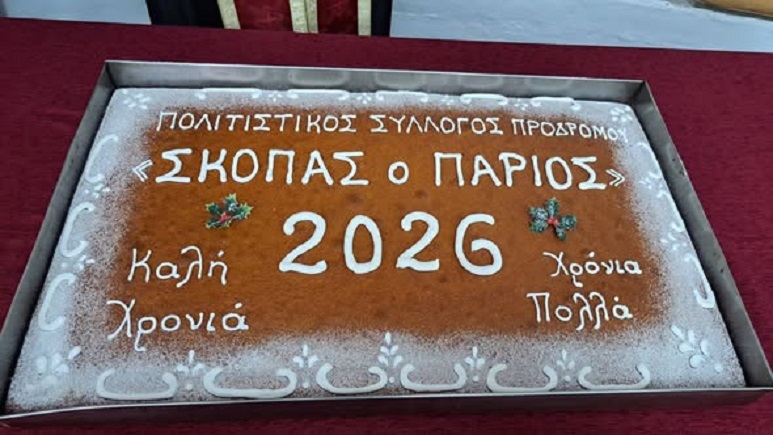 ΠΟΛΙΤΙΣΤΙΚΟΣ ΣΥΛΛΟΓΟΣ ΠΡΟΔΡΟΜΟΥ
«ΣΚΟΠΑΣ ο ΠΑΡΙΟΣ»
2026
Καλή
Χρονιά
Χρόνια
Πολλά